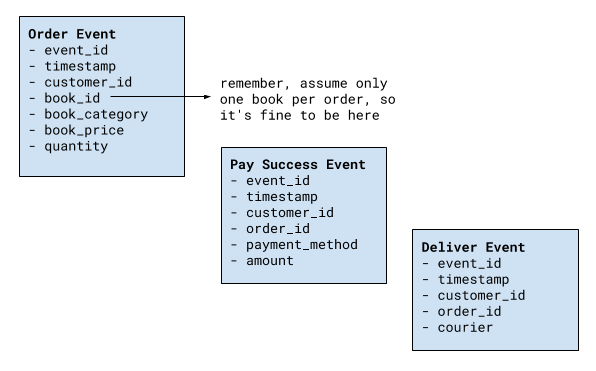 Order Event
- event_id
- timestamp
- customer_id
- book_id
- book_category
- book_price
- quantity
remember, assume only
one book per order, so
it's fine to be here
Pay Success Event
- event_id
- timestamp
- customer_id
- order_id
- payment_method
- amount
Deliver Event
- event_id
- timestamp
- customer_id
- order_id
- courier